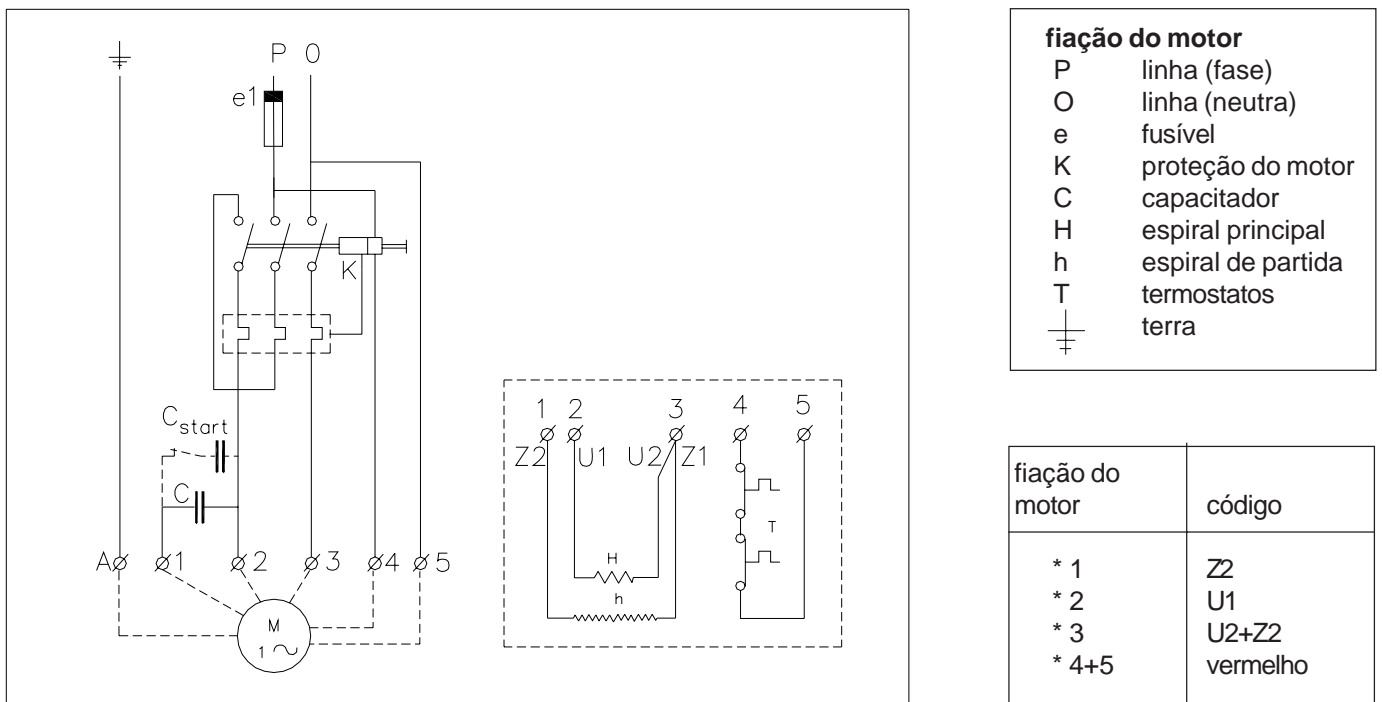 P O
e1
K
C start
C
A 1 2 3 4 5
M
1
1 2 3 4 5
Z2 U1 U2 Z1
T
H
h
fiação do motor
P linha (fase)
O linha (neutra)
e fusível
K proteção do motor
C capacitador
H espiral principal
h espiral de partida
T termostatos
terra
fiação do
motor código
* 1 Z2
* 2 U1
* 3 U2+Z2
* 4+5 vermelho